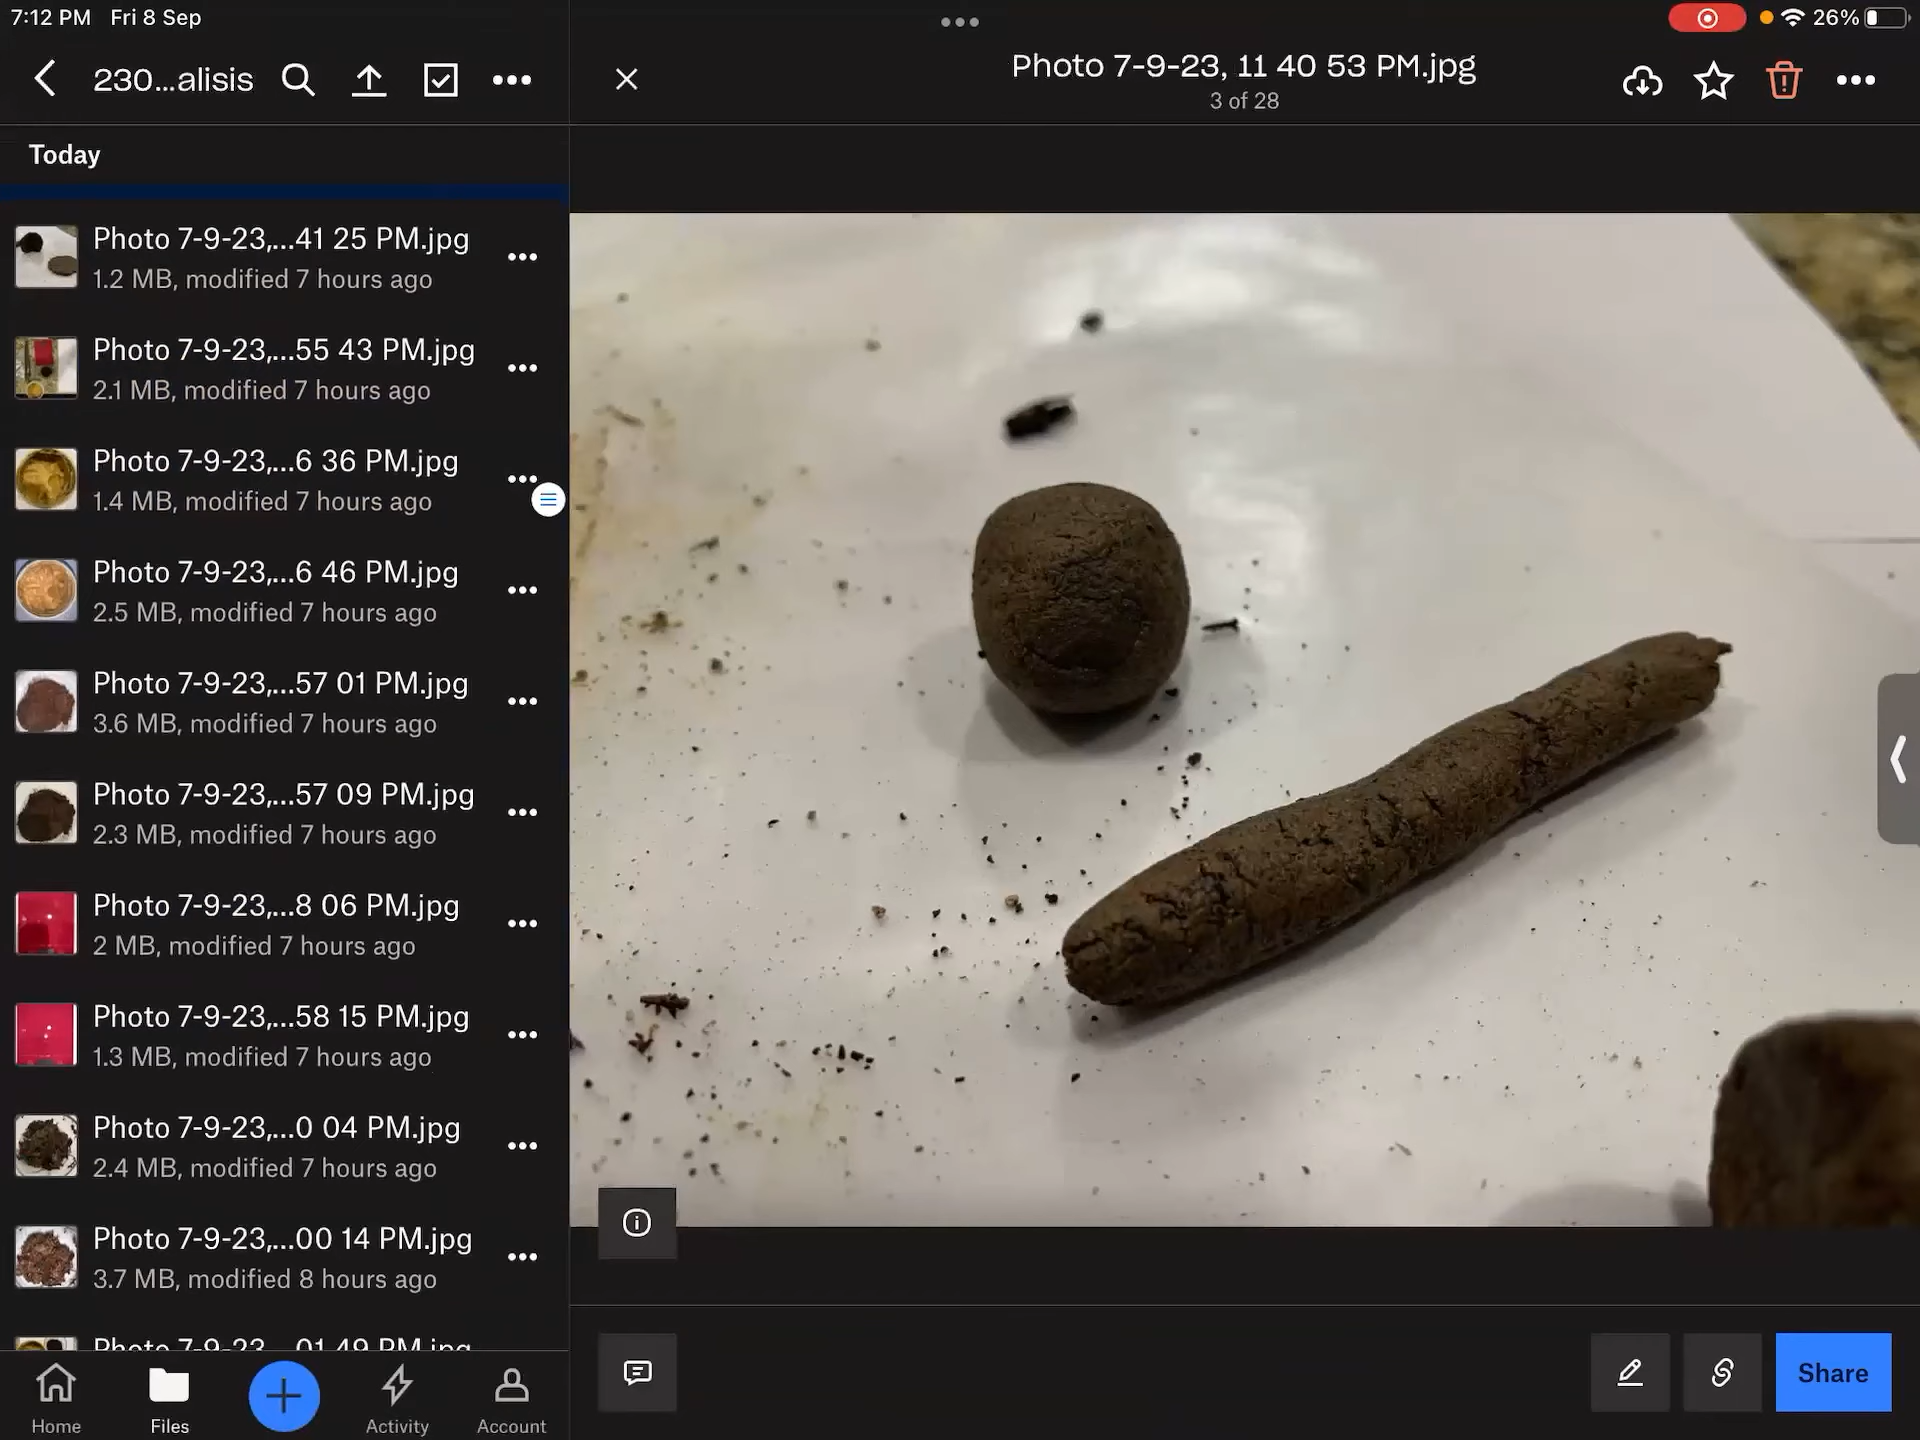 7:12 PM Fri 8 Sep
26%
230...alisis
Photo 7-9-23, 11 40 53 PM.jpg
3 of 28
Today
Photo 7-9-23,...41 25 PM.jpg
1.2 MB, modified 7 hours ago
Photo 7-9-23,...55 43 PM.jpg
2.1 MB, modified 7 hours ago
Photo 7-9-23,...6 36 PM.jpg
1.4 MB, modified 7 hours ago
Photo 7-9-23,...6 46 PM.jpg
2.5 MB, modified 7 hours ago
Photo 7-9-23,...57 01 PM.jpg
3.6 MB, modified 7 hours ago
Photo 7-9-23,...57 09 PM.jpg
2.3 MB, modified 7 hours ago
Photo 7-9-23,...8 06 PM.jpg
2 MB, modified 7 hours ago
Photo 7-9-23,...58 15 PM.jpg
1.3 MB, modified 7 hours ago
Photo 7-9-23,...0 04 PM.jpg
2.4 MB, modified 7 hours ago
Photo 7-9-23,...00 14 PM.jpg
3.7 MB, modified 8 hours ago
Photo 7-9-23,...01 49 PM.jpg
Home
Files
Activity
Account
Share